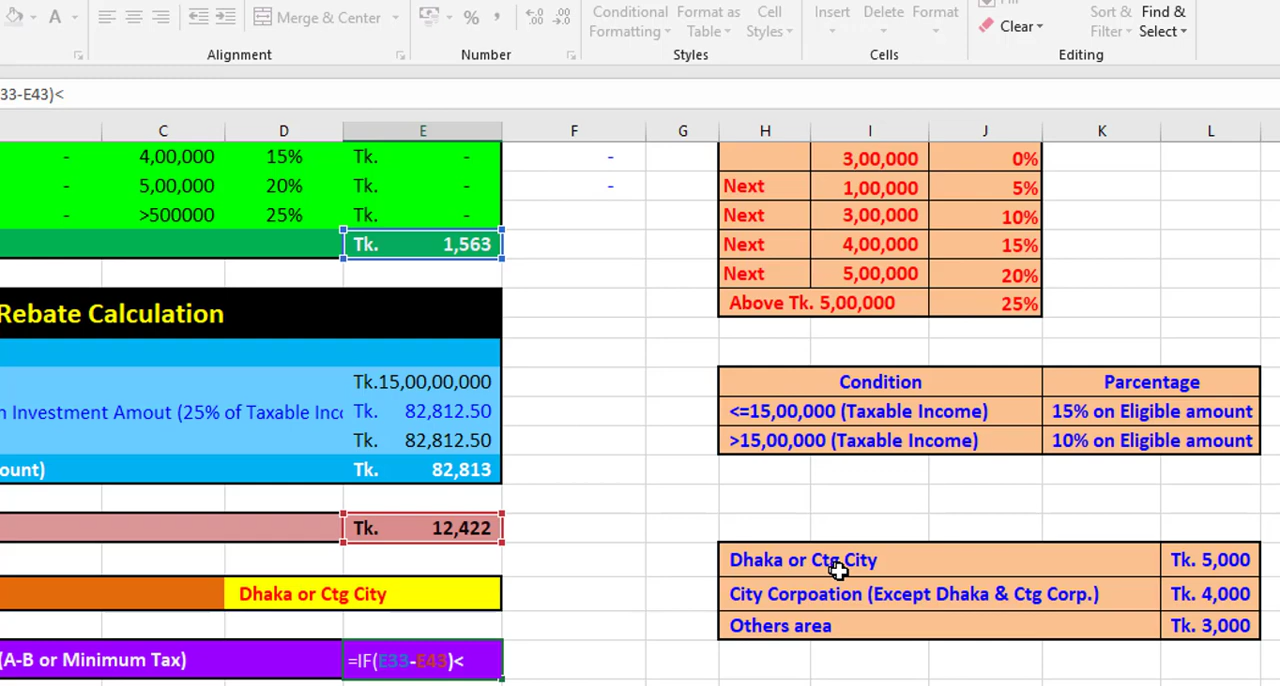 A
Merge & Center
%
,
Conditional Formatting
Format as Table
Cell Styles
Insert
Delete
Format
Clear
Sort & Filter
Find & Select
Alignment
Number
Styles
Cells
Editing
33-E43)<
C D E F G H I J K L
- 4,00,000 15% Tk. - - 3,00,000 0%
- 5,00,000 20% Tk. - - Next 1,00,000 5%
- >500000 25% Tk. - Next 3,00,000 10%
Tk. 1,563 Next 4,00,000 15%
Next 5,00,000 20%
Rebate Calculation Above Tk. 5,00,000 25%
Tk.15,00,00,000 Condition Parcentage
n Investment Amout (25% of Taxable Inco Tk. 82,812.50 <=15,00,000 (Taxable Income) 15% on Eligible amount
Tk. 82,812.50 >15,00,000 (Taxable Income) 10% on Eligible amount
ount) Tk. 82,813
Tk. 12,422
Dhaka or Ctg City Tk. 5,000
Dhaka or Ctg City City Corpoation (Except Dhaka & Ctg Corp.) Tk. 4,000
Others area Tk. 3,000
(A-B or Minimum Tax) =IF(E33-E43)<